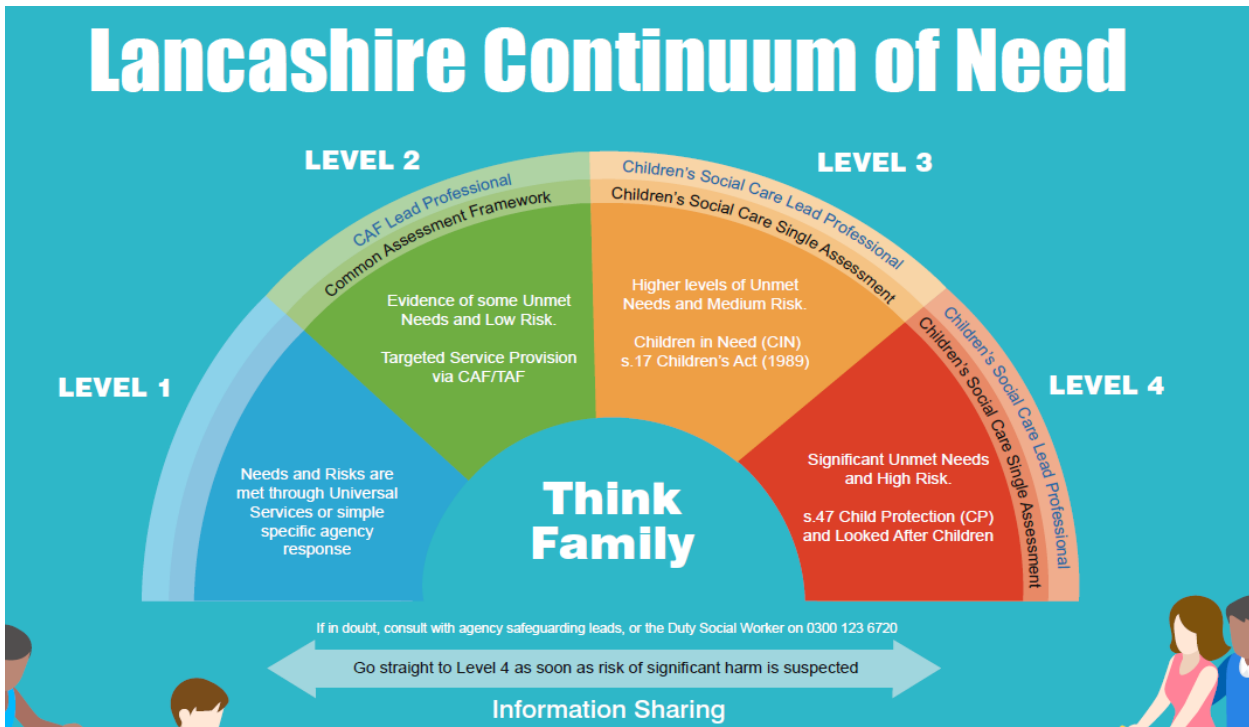 Lancashire Continuum of Need
LEVEL 1
Needs and Risks are
met through Universal
Services or simple
specific agency
response
LEVEL 2
CAF Lead Professional
Common Assessment Framework
Evidence of some Unmet
Needs and Low Risk.
Targeted Service Provision
via CAF/TAF
LEVEL 3
Children's Social Care Lead Professional
Children's Social Care Single Assessment
Higher levels of Unmet
Needs and Medium Risk.
Children in Need (CIN)
s.17 Children's Act (1989)
LEVEL 4
Children's Social Care Lead Professional
Children's Social Care Single Assessment
Significant Unmet Needs
and High Risk.
s.47 Child Protection (CP)
and Looked After Children
Think
Family
If in doubt, consult with agency safeguarding leads, or the Duty Social Worker on 0300 123 6720
Go straight to Level 4 as soon as risk of significant harm is suspected
Information Sharing